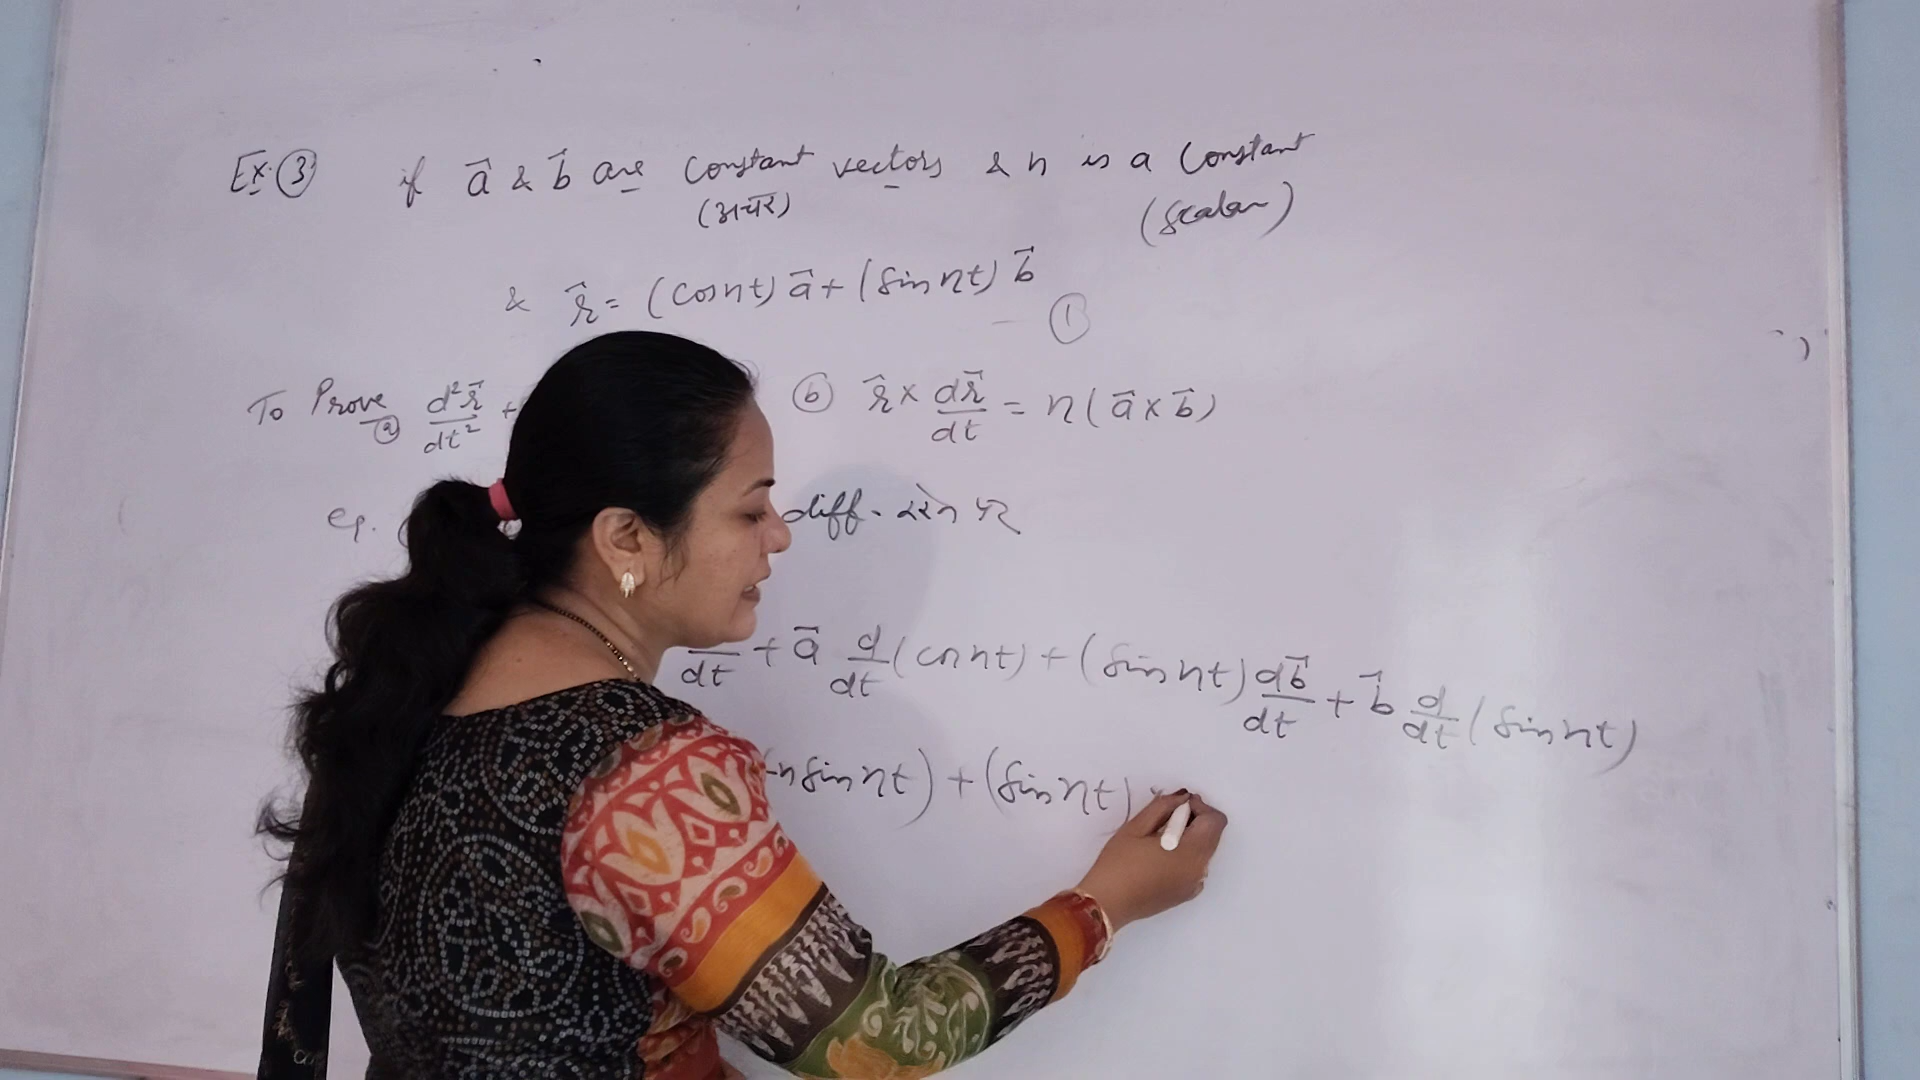 Ex. ③ if a⃗ & b⃗ are constant vectors & n is a constant
(अचर) (scalar)
& r⃗ = (cos nt) a⃗ + (sin nt) b⃗ — ①
To Prove ⓐ d²r⃗/dt² + ⓑ r⃗ × dr⃗/dt = n(a⃗ × b⃗)
eq. ( diff. करने पर
dt + a⃗ d/dt (cos nt) + (sin nt) db⃗/dt + b⃗ d/dt (sin nt)
-n sin nt) + (sin nt)